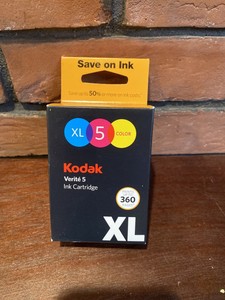 Save on Ink
XL 5 COLOR
Kodak
Verité 5
Ink Cartridge
360
XL